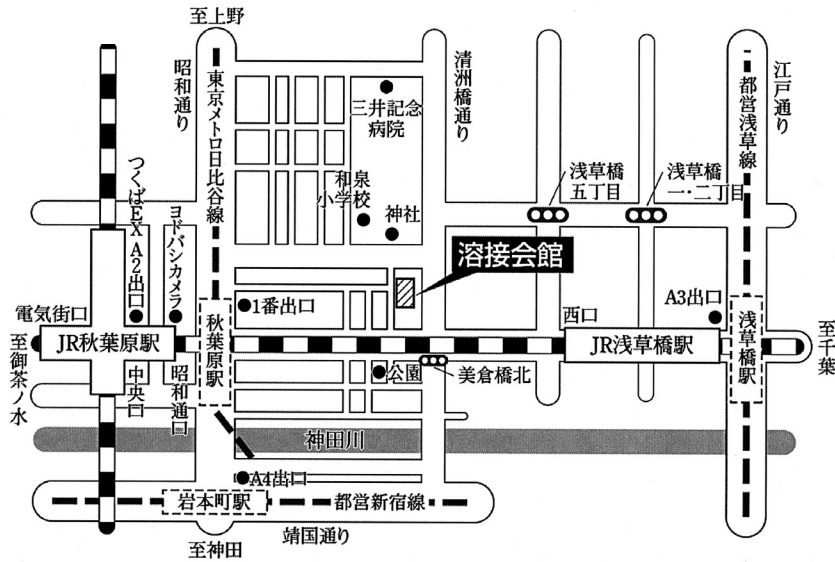 至上野
昭和通り
東京メトロ日比谷線
清洲橋通り
都営浅草線
江戸通り
三井記念
病院
和泉
小学校
神社
浅草橋
五丁目
浅草橋
一・二丁目
つくばEX A2出口
ヨドバシカメラ
溶接会館
電気街口
1番出口
西口
A3出口
至御茶ノ水
JR秋葉原駅
秋葉原駅
JR浅草橋駅
浅草橋駅
至千葉
中央口
昭和通口
公園
美倉橋北
神田川
A4出口
岩本町駅
都営新宿線
靖国通り
至神田